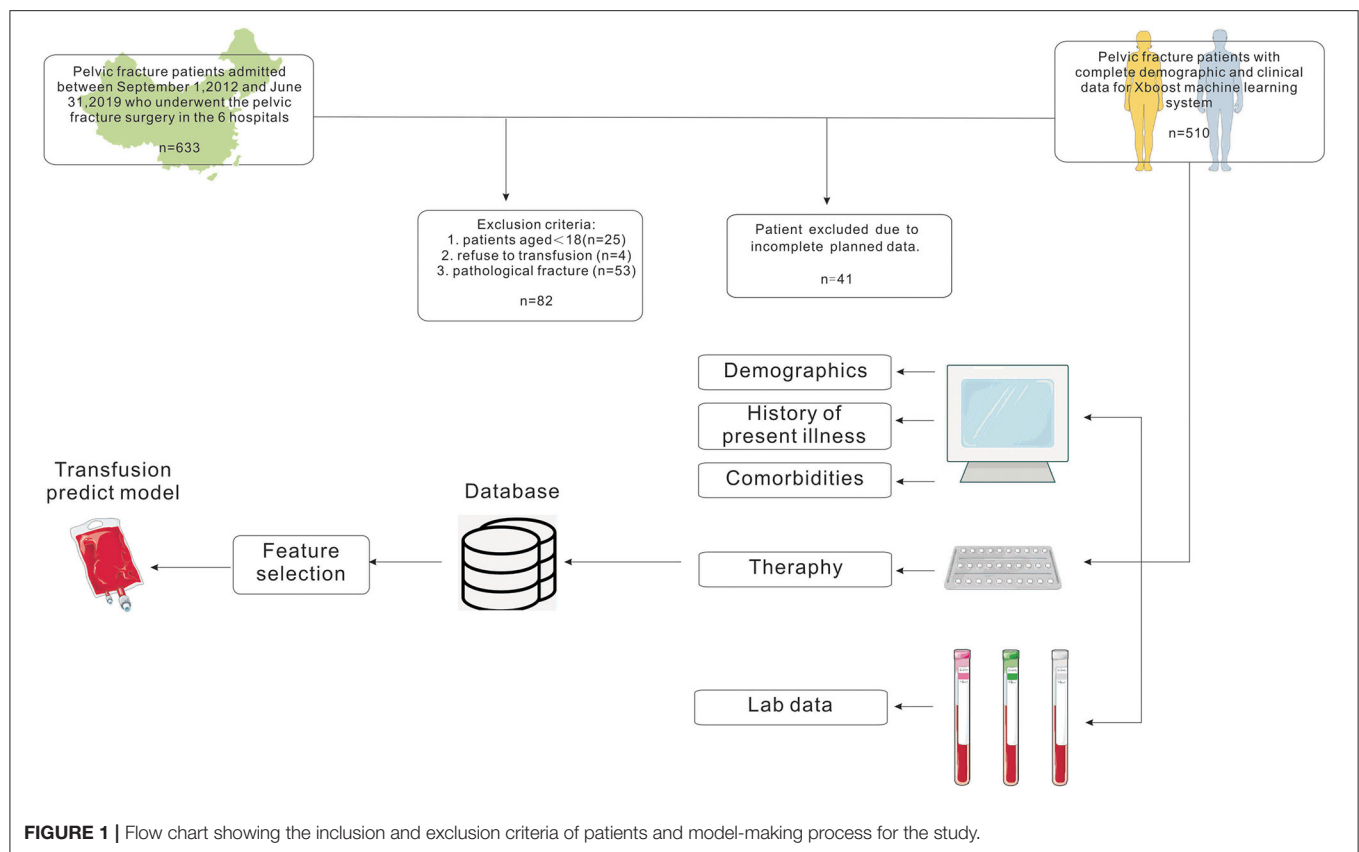 Pelvic fracture patients admitted
between September 1,2012 and June
31,2019 who underwent the pelvic
fracture surgery in the 6 hospitals
n=633
Pelvic fracture patients with
complete demographic and clinical
data for Xboost machine learning
system
n=510
Exclusion criteria:
1. patients aged<18(n=25)
2. refuse to transfusion (n=4)
3. pathological fracture (n=53)
n=82
Patient excluded due to
incomplete planned data.
n=41
Demographics
History of
present illness
Comorbidities
Transfusion
predict model
Database
Feature
selection
Theraphy
Lab data
FIGURE 1 | Flow chart showing the inclusion and exclusion criteria of patients and model-making process for the study.